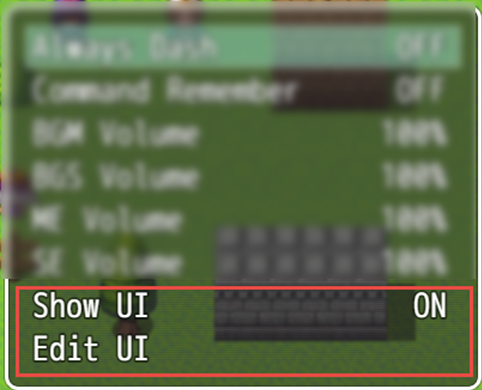 Always Dash OFF
Command Remember OFF
BGM Volume 100%
BGS Volume 100%
ME Volume 100%
SE Volume 100%
Show UI ON
Edit UI